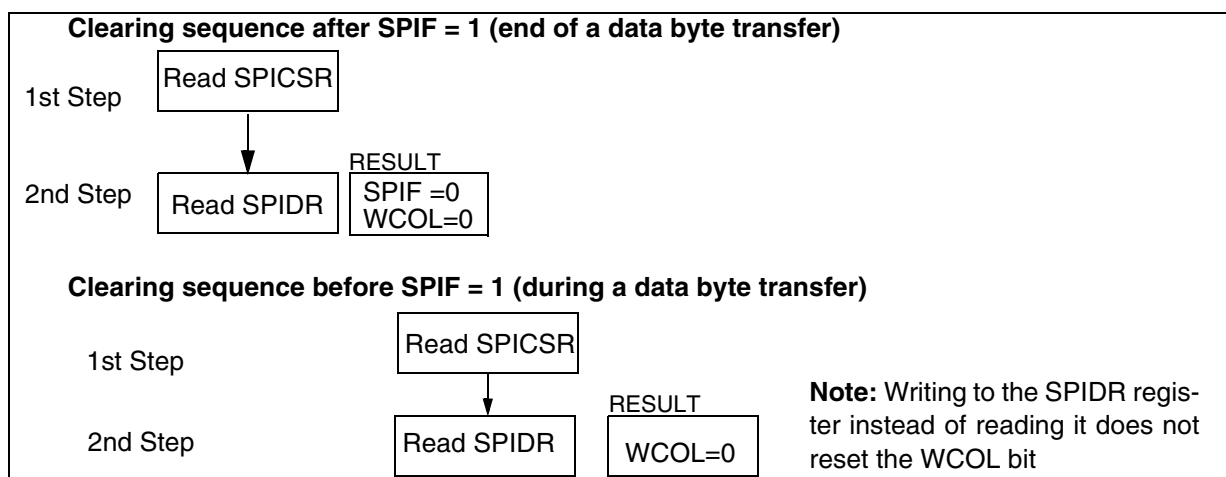 Clearing sequence after SPIF = 1 (end of a data byte transfer)
1st Step
Read SPICSR
2nd Step
Read SPIDR
RESULT
SPIF =0
WCOL=0
Clearing sequence before SPIF = 1 (during a data byte transfer)
1st Step
Read SPICSR
2nd Step
Read SPIDR
RESULT
WCOL=0
Note: Writing to the SPIDR regis-
ter instead of reading it does not
reset the WCOL bit